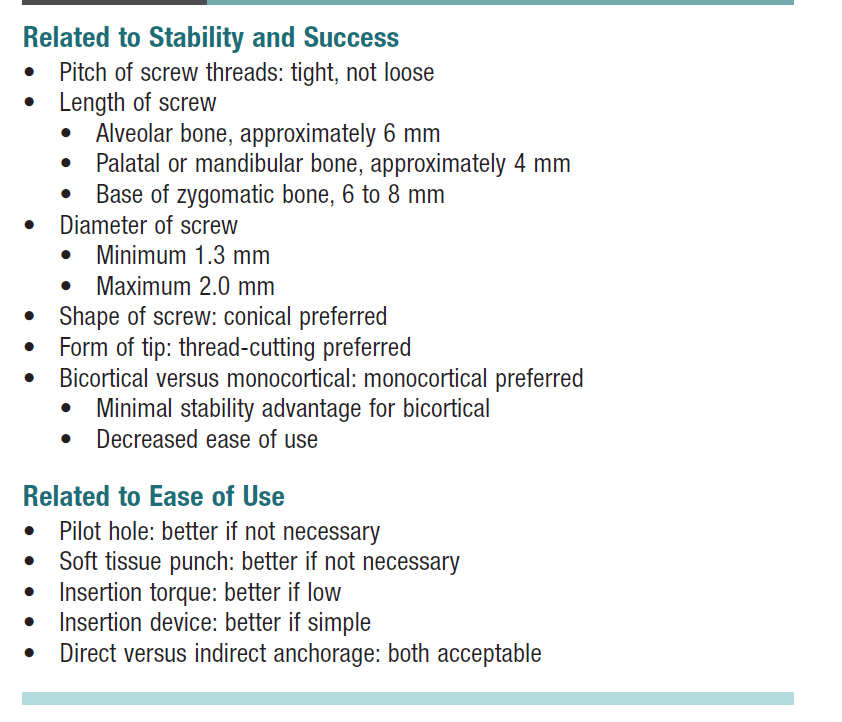 Related to Stability and Success
• Pitch of screw threads: tight, not loose
• Length of screw
• Alveolar bone, approximately 6 mm
• Palatal or mandibular bone, approximately 4 mm
• Base of zygomatic bone, 6 to 8 mm
• Diameter of screw
• Minimum 1.3 mm
• Maximum 2.0 mm
• Shape of screw: conical preferred
• Form of tip: thread-cutting preferred
• Bicortical versus monocortical: monocortical preferred
• Minimal stability advantage for bicortical
• Decreased ease of use
Related to Ease of Use
• Pilot hole: better if not necessary
• Soft tissue punch: better if not necessary
• Insertion torque: better if low
• Insertion device: better if simple
• Direct versus indirect anchorage: both acceptable